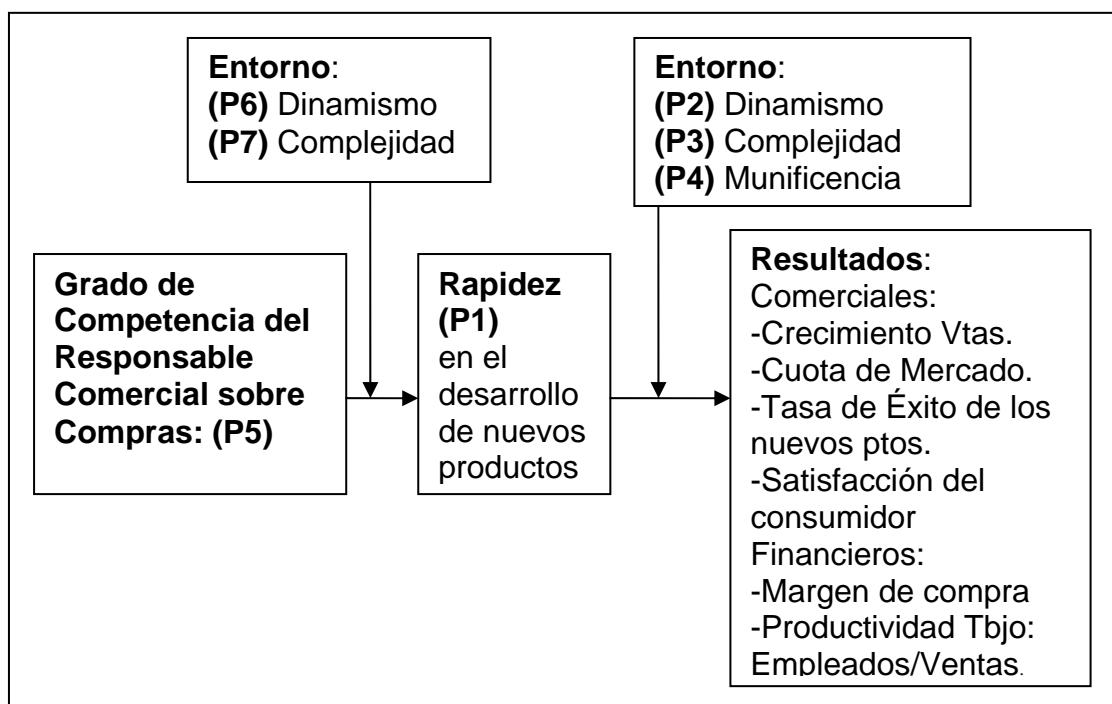 Entorno:
(P6) Dinamismo
(P7) Complejidad
Entorno:
(P2) Dinamismo
(P3) Complejidad
(P4) Munificencia
Grado de
Competencia del
Responsable
Comercial sobre
Compras: (P5)
Rapidez
(P1)
en el
desarrollo
de nuevos
productos
Resultados:
Comerciales:
-Crecimiento Vtas.
-Cuota de Mercado.
-Tasa de Éxito de los
nuevos ptos.
-Satisfacción del
consumidor
Financieros:
-Margen de compra
-Productividad Tbjo:
Empleados/Ventas.